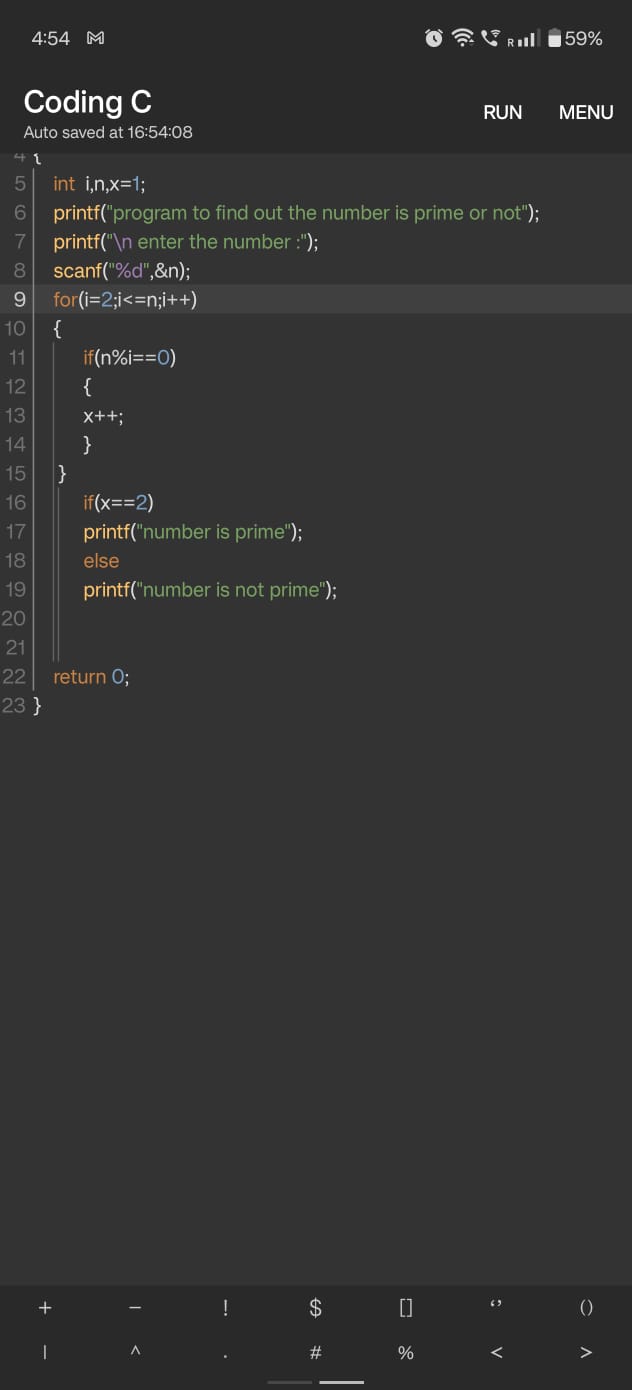 4:54 R 59%
Coding C
RUN MENU
Auto saved at 16:54:08
4 {
5 int i,n,x=1;
6 printf("program to find out the number is prime or not");
7 printf("\n enter the number :");
8 scanf("%d",&n);
9 for(i=2;i<=n;i++)
10 {
11 if(n%i==0)
12 {
13 x++;
14 }
15 }
16 if(x==2)
17 printf("number is prime");
18 else
19 printf("number is not prime");
20
21
22 return 0;
23 }
+ − ! $ [] ‘’ ()
| ^ . # % < >